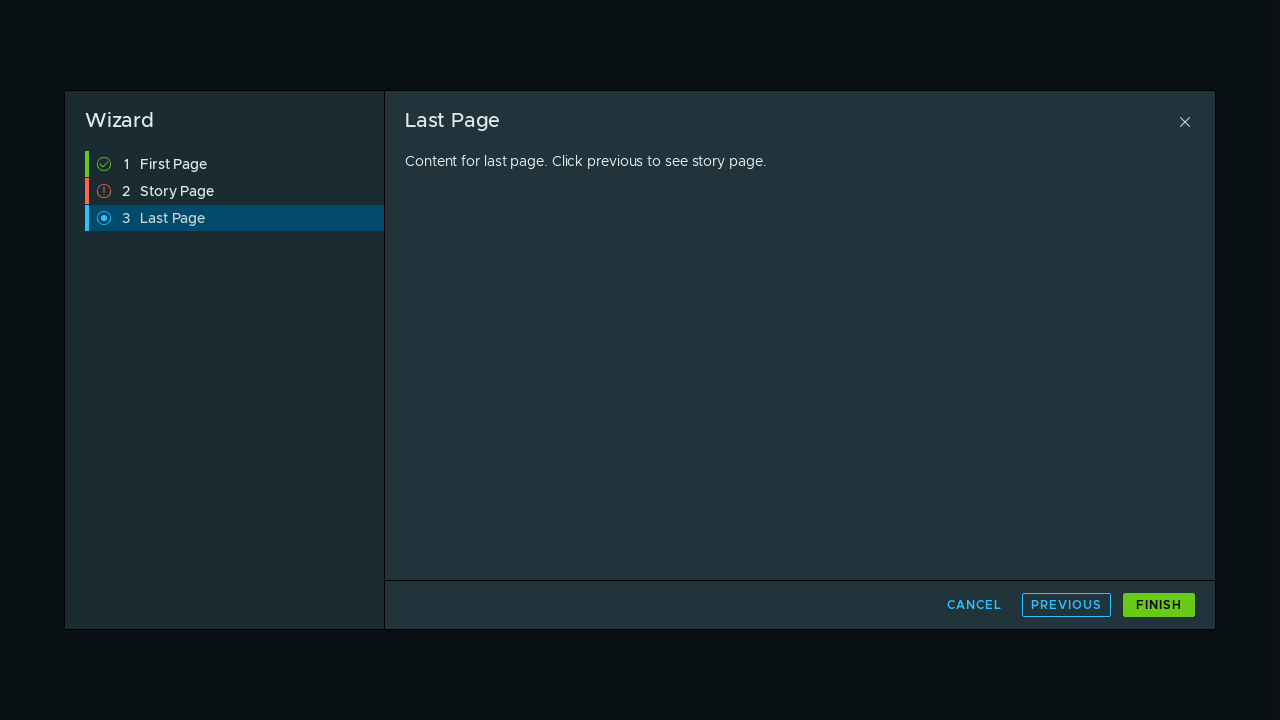 Wizard
1 First Page
2 Story Page
3 Last Page
Last Page
Content for last page. Click previous to see story page.
CANCEL
PREVIOUS
FINISH